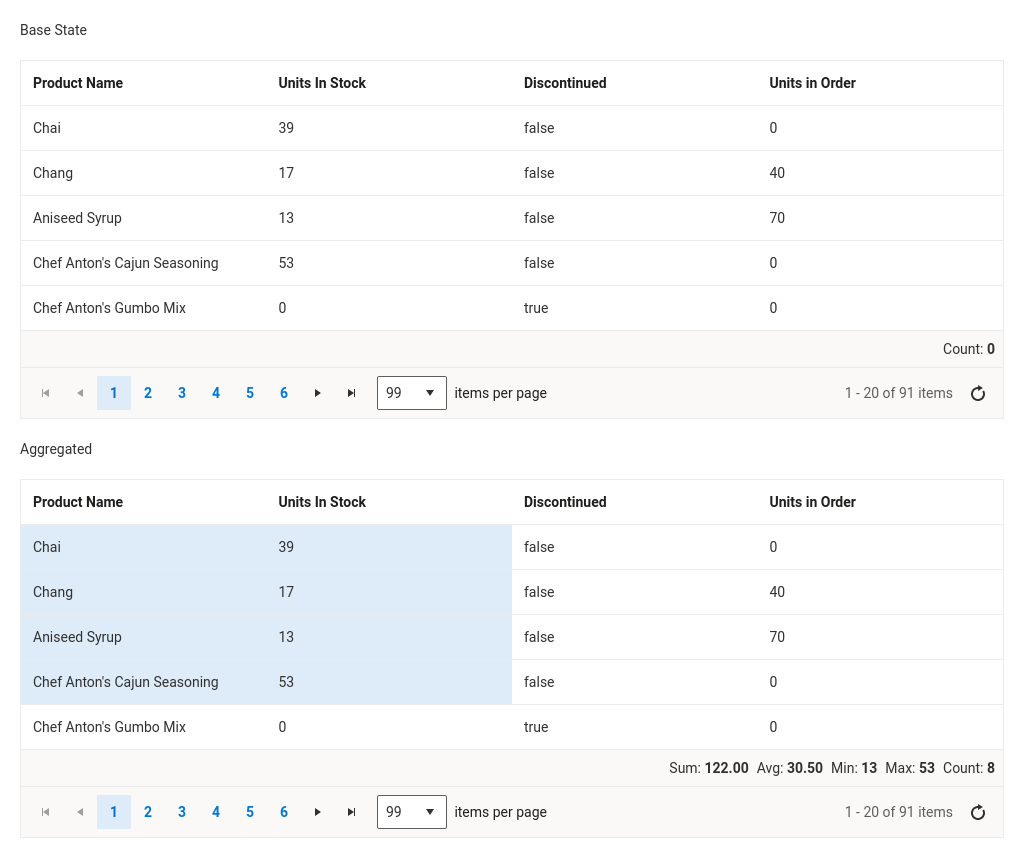 Base State
Product Name Units In Stock Discontinued Units in Order
Chai 39 false 0
Chang 17 false 40
Aniseed Syrup 13 false 70
Chef Anton's Cajun Seasoning 53 false 0
Chef Anton's Gumbo Mix 0 true 0
Count: 0
1 2 3 4 5 6 99 items per page 1 - 20 of 91 items
Aggregated
Product Name Units In Stock Discontinued Units in Order
Chai 39 false 0
Chang 17 false 40
Aniseed Syrup 13 false 70
Chef Anton's Cajun Seasoning 53 false 0
Chef Anton's Gumbo Mix 0 true 0
Sum: 122.00 Avg: 30.50 Min: 13 Max: 53 Count: 8
1 2 3 4 5 6 99 items per page 1 - 20 of 91 items